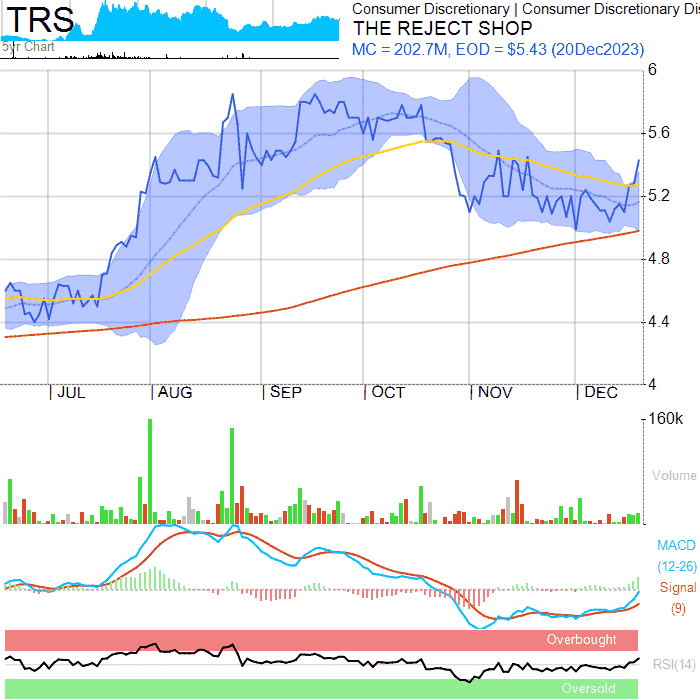 TRS
Consumer Discretionary | Consumer Discretionary Dis
THE REJECT SHOP
MC = 202.7M, EOD = $5.43 (20Dec2023)
5yr Chart
6
5.6
5.2
4.8
4.4
4
JUL
AUG
SEP
OCT
NOV
DEC
160k
Volume
MACD
(12-26)
Signal
(9)
Overbought
RSI(14)
Oversold